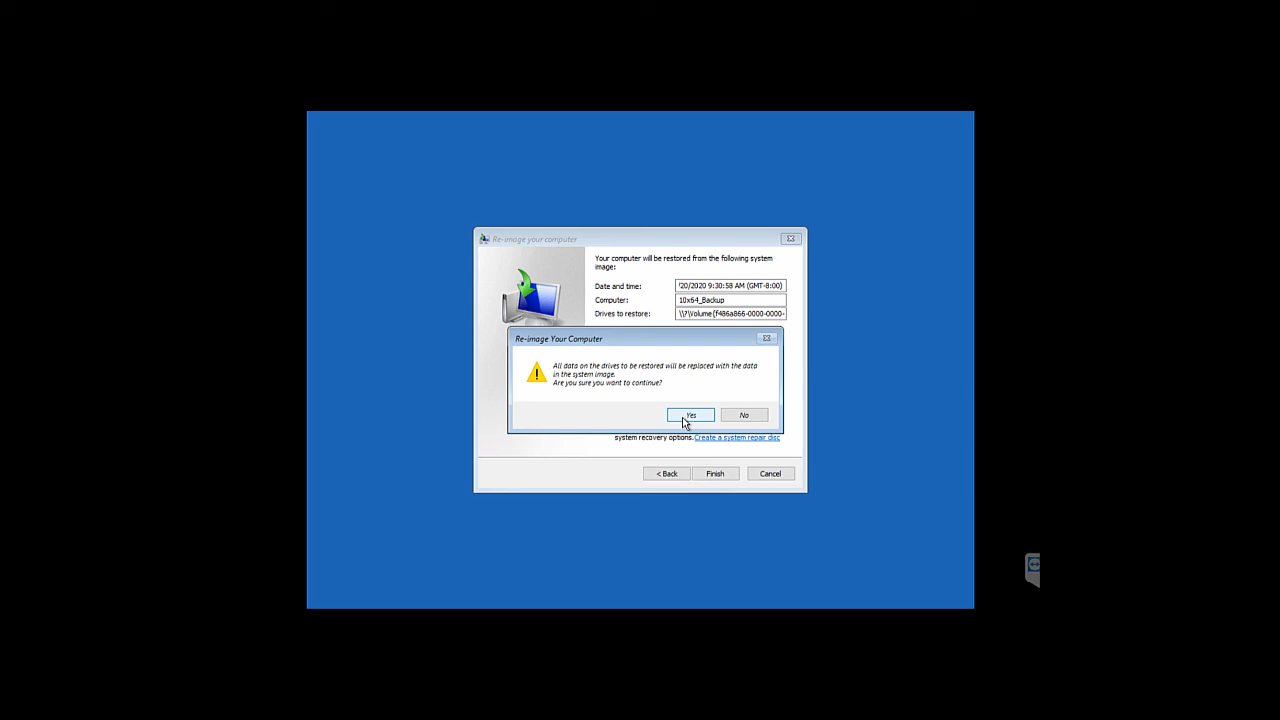 Re-image your computer
Your computer will be restored from the following system
image:
Date and time: /20/2020 9:30:58 AM (GMT-8:00)
Computer: 10x64_Backup
Drives to restore: \\?\Volume{f486a866-0000-0000-
Re-image Your Computer
All data on the drives to be restored will be replaced with the data
in the system image.
Are you sure you want to continue?
Yes No
system recovery options. Create a system repair disc
< Back Finish Cancel